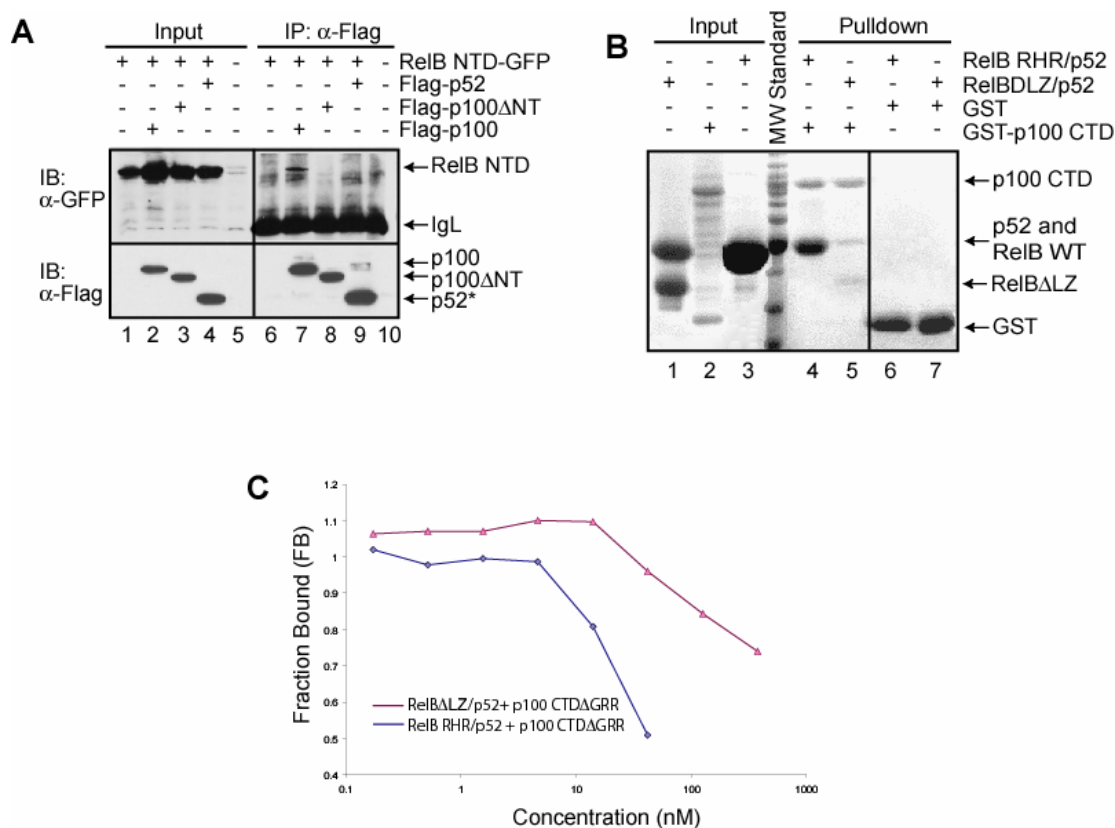 A
Input
IP: α-Flag
+ + + + - + + + + - RelB NTD-GFP
- - - + - - - - + - Flag-p52
- - + - - - - + - - Flag-p100ΔNT
- + - - - - + - - - Flag-p100
IB:
α-GFP
RelB NTD
IgL
IB:
α-Flag
p100
p100ΔNT
p52*
1 2 3 4 5 6 7 8 9 10
B
Input
MW Standard
Pulldown
- - + + - + - RelB RHR/p52
+ - - - + - + RelBDLZ/p52
- - - - - + + GST
- + - + + - - GST-p100 CTD
p100 CTD
p52 and
RelB WT
RelBΔLZ
GST
1 2 3 4 5 6 7
C
Fraction Bound (FB)
1.2
1.1
1
0.9
0.8
0.7
0.6
0.5
0.4
RelBΔLZ/p52+ p100 CTDΔGRR
RelB RHR/p52 + p100 CTDΔGRR
0.1 1 10 100 1000
Concentration (nM)